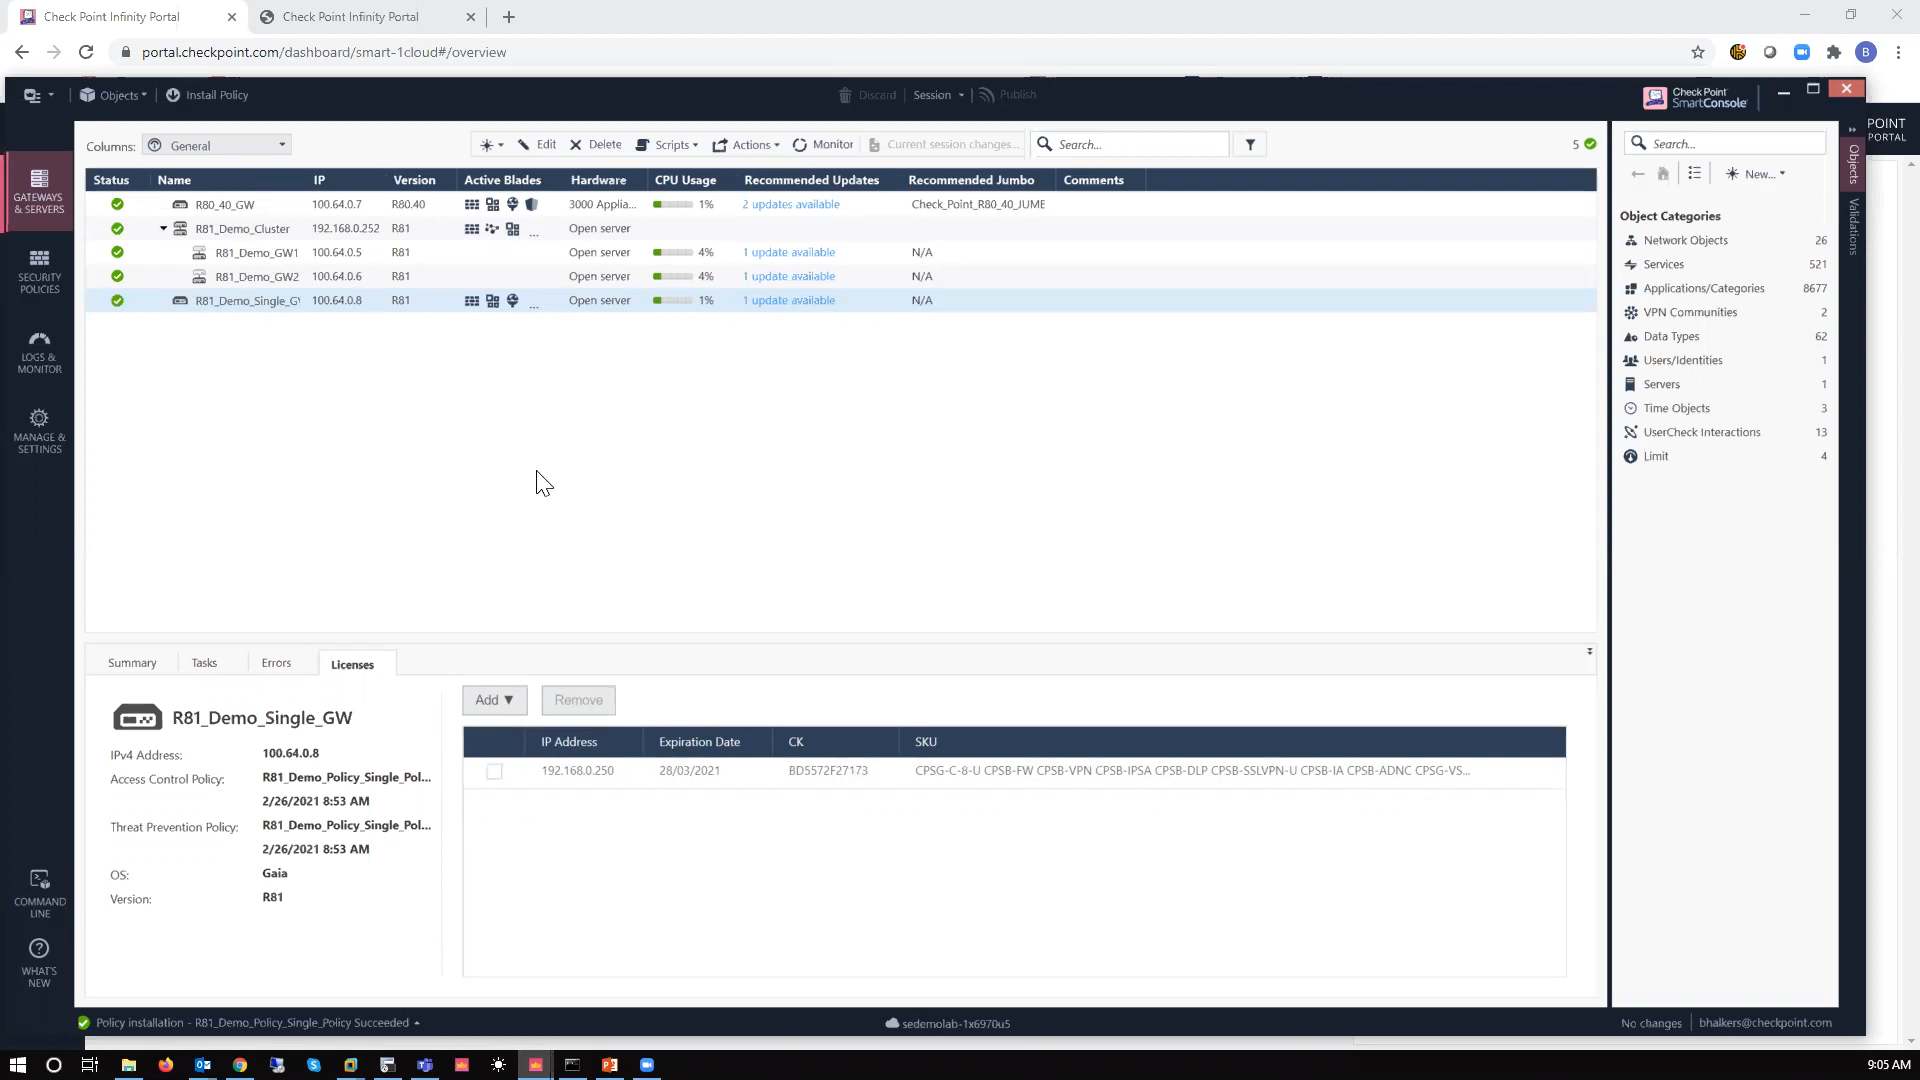 Check Point Infinity Portal
Check Point Infinity Portal
portal.checkpoint.com/dashboard/smart-1cloud#/overview
B
Objects
Install Policy
Discard
Session
Publish
Check Point
SmartConsole
POINT
PORTAL
Columns:
General
Edit
Delete
Scripts
Actions
Monitor
Current session changes...
Search...
5
Search...
New...
Objects
Validations
GATEWAYS
& SERVERS
SECURITY
POLICIES
LOGS &
MONITOR
MANAGE &
SETTINGS
COMMAND
LINE
WHAT'S
NEW
Status Name IP Version Active Blades Hardware CPU Usage Recommended Updates Recommended Jumbo Comments
R80_40_GW 100.64.0.7 R80.40 3000 Applia... 1% 2 updates available Check_Point_R80_40_JUME
R81_Demo_Cluster 192.168.0.252 R81 ... Open server
R81_Demo_GW1 100.64.0.5 R81 Open server 4% 1 update available N/A
R81_Demo_GW2 100.64.0.6 R81 Open server 4% 1 update available N/A
R81_Demo_Single_G 100.64.0.8 R81 ... Open server 1% 1 update available N/A
Object Categories
Network Objects 26
Services 521
Applications/Categories 8677
VPN Communities 2
Data Types 62
Users/Identities 1
Servers 1
Time Objects 3
UserCheck Interactions 13
Limit 4
Summary Tasks Errors Licenses
R81_Demo_Single_GW
IPv4 Address: 100.64.0.8
Access Control Policy: R81_Demo_Policy_Single_Pol...
2/26/2021 8:53 AM
Threat Prevention Policy: R81_Demo_Policy_Single_Pol...
2/26/2021 8:53 AM
OS: Gaia
Version: R81
Add ▼
Remove
IP Address Expiration Date CK SKU
192.168.0.250 28/03/2021 BD5572F27173 CPSG-C-8-U CPSB-FW CPSB-VPN CPSB-IPSA CPSB-DLP CPSB-SSLVPN-U CPSB-IA CPSB-ADNC CPSG-VS...
Policy installation - R81_Demo_Policy_Single_Policy Succeeded
sedemolab-1x6970u5
No changes
bhalkers@checkpoint.com
9:05 AM